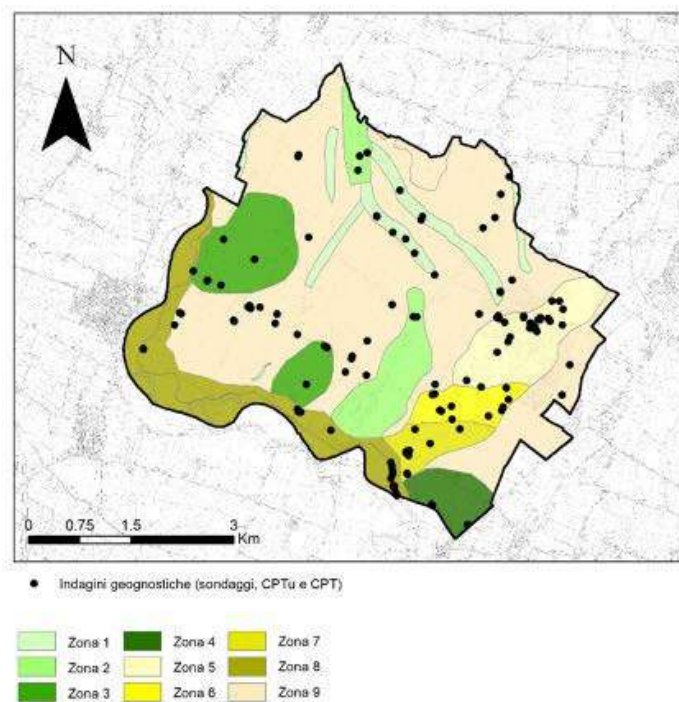 N
0 0.75 1.5 3
Km
Indagini geognostiche (sondaggi, CPTu e CPT)
Zona 1 Zona 4 Zona 7
Zona 2 Zona 5 Zona 8
Zona 3 Zona 6 Zona 9